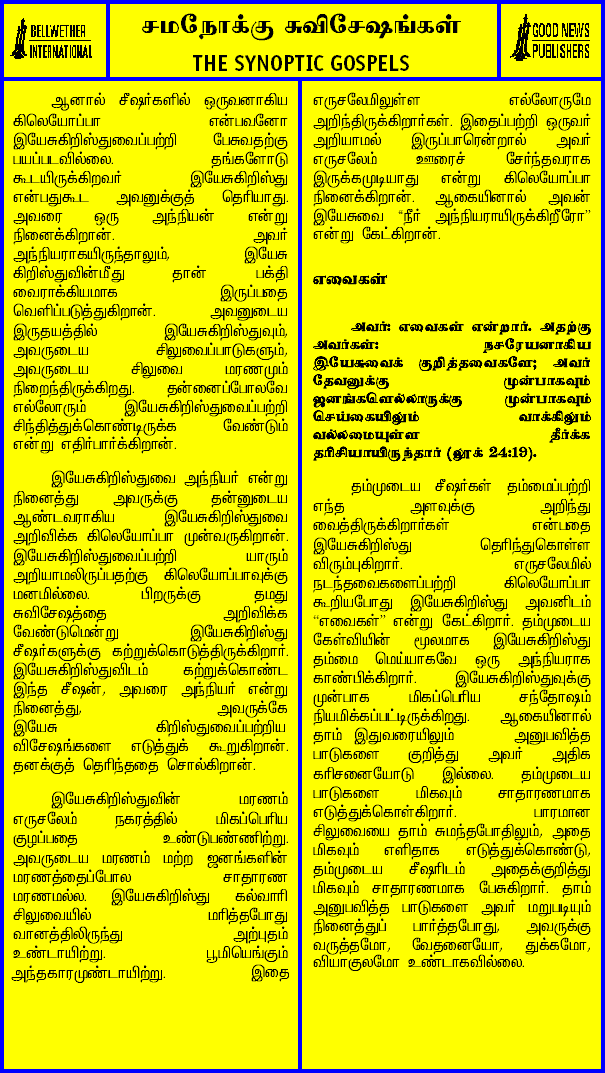 BELLWETHER
INTERNATIONAL
சமநோக்கு சுவிசேஷங்கள்
THE SYNOPTIC GOSPELS
GOOD NEWS
PUBLISHERS
ஆனால் சீஷர்களில் ஒருவனாகிய
கிலெயோப்பா என்பவனோ
இயேசுகிறிஸ்துவைப்பற்றி பேசுவதற்கு
பயப்படவில்லை. தங்களோடு
கூடயிருக்கிறவர் இயேசுகிறிஸ்து
என்பதுகூட அவனுக்குத் தெரியாது.
அவரை ஒரு அந்நியன் என்று
நினைக்கிறான். அவர்
அந்நியராகயிருந்தாலும், இயேசு
கிறிஸ்துவின்மீது தான் பக்தி
வைராக்கியமாக இருப்பதை
வெளிப்படுத்துகிறான். அவனுடைய
இருதயத்தில் இயேசுகிறிஸ்துவும்,
அவருடைய சிலுவைப்பாடுகளும்,
அவருடைய சிலுவை மரணமும்
நிறைந்திருக்கிறது. தன்னைப்போலவே
எல்லோரும் இயேசுகிறிஸ்துவைப்பற்றி
சிந்தித்துக்கொண்டிருக்க வேண்டும்
என்று எதிர்பார்க்கிறான்.
இயேசுகிறிஸ்துவை அந்நியர் என்று
நினைத்து அவருக்கு தன்னுடைய
ஆண்டவராகிய இயேசுகிறிஸ்துவை
அறிவிக்க கிலெயோப்பா முன்வருகிறான்.
இயேசுகிறிஸ்துவைப்பற்றி யாரும்
அறியாமலிருப்பதற்கு கிலெயோப்பாவுக்கு
மனமில்லை. பிறருக்கு தமது
சுவிசேஷத்தை அறிவிக்க
வேண்டுமென்று இயேசுகிறிஸ்து
சீஷர்களுக்கு கற்றுக்கொடுத்திருக்கிறார்.
இயேசுகிறிஸ்துவிடம் கற்றுக்கொண்ட
இந்த சீஷன், அவரை அந்நியர் என்று
நினைத்து, அவருக்கே
இயேசு கிறிஸ்துவைப்பற்றிய
விசேஷங்களை எடுத்துக் கூறுகிறான்.
தனக்குத் தெரிந்ததை சொல்கிறான்.
இயேசுகிறிஸ்துவின் மரணம்
எருசலேம் நகரத்தில் மிகப்பெரிய
குழப்பதை உண்டுபண்ணிற்று.
அவருடைய மரணம் மற்ற ஜனங்களின்
மரணத்தைப்போல சாதாரண
மரணமல்ல. இயேசுகிறிஸ்து கல்வாரி
சிலுவையில் மரித்தபோது
வானத்திலிருந்து அற்புதம்
உண்டாயிற்று. பூமியெங்கும்
அந்தகாரமுண்டாயிற்று. இதை
எருசலேமிலுள்ள எல்லோருமே
அறிந்திருக்கிறார்கள். இதைப்பற்றி ஒருவர்
அறியாமல் இருப்பாரென்றால் அவர்
எருசலேம் ஊரைச் சேர்ந்தவராக
இருக்கமுடியாது என்று கிலெயோப்பா
நினைக்கிறான். ஆகையினால் அவன்
இயேசுவை “நீர் அந்நியராயிருக்கிறீரோ”
என்று கேட்கிறான்.
எவைகள்
அவர்: எவைகள் என்றார். அதற்கு
அவர்கள்: நசரேயனாகிய
இயேசுவைக் குறித்தவைகளே; அவர்
தேவனுக்கு முன்பாகவும்
ஜனங்களெல்லாருக்கு முன்பாகவும்
செய்கையிலும் வாக்கிலும்
வல்லமையுள்ள தீர்க்க
தரிசியாயிருந்தார் (லூக் 24:19).
தம்முடைய சீஷர்கள் தம்மைப்பற்றி
எந்த அளவுக்கு அறிந்து
வைத்திருக்கிறார்கள் என்பதை
இயேசுகிறிஸ்து தெரிந்துகொள்ள
விரும்புகிறார். எருசலேமில்
நடந்தவைகளைப்பற்றி கிலெயோப்பா
கூறியபோது இயேசுகிறிஸ்து அவனிடம்
“எவைகள்” என்று கேட்கிறார். தம்முடைய
கேள்வியின் மூலமாக இயேசுகிறிஸ்து
தம்மை மெய்யாகவே ஒரு அந்நியராக
காண்பிக்கிறார். இயேசுகிறிஸ்துவுக்கு
முன்பாக மிகப்பெரிய சந்தோஷம்
நியமிக்கப்பட்டிருக்கிறது. ஆகையினால்
தாம் இதுவரையிலும் அனுபவித்த
பாடுகளை குறித்து அவர் அதிக
கரிசனையோடு இல்லை. தம்முடைய
பாடுகளை மிகவும் சாதாரணமாக
எடுத்துக்கொள்கிறார். பாரமான
சிலுவையை தாம் சுமந்தபோதிலும், அதை
மிகவும் எளிதாக எடுத்துக்கொண்டு,
தம்முடைய சீஷரிடம் அதைக்குறித்து
மிகவும் சாதாரணமாக பேசுகிறார். தாம்
அனுபவித்த பாடுகளை அவர் மறுபடியும்
நினைத்துப் பார்த்தபோது, அவருக்கு
வருத்தமோ, வேதனையோ, துக்கமோ,
வியாகுலமோ உண்டாகவில்லை.